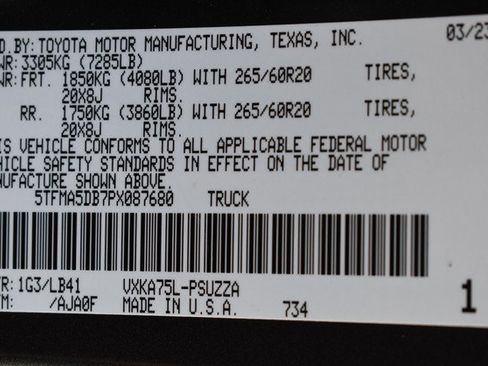 D.BY: TOYOTA MOTOR MANUFACTURING, TEXAS, INC. 03/23
WR: 3305KG (7285LB)
WR: FRT. 1850KG (4080LB) WITH 265/60R20 TIRES,
20X8J RIMS.
RR. 1750KG (3860LB) WITH 265/60R20 TIRES,
20X8J RIMS.
IS VEHICLE CONFORMS TO ALL APPLICABLE FEDERAL MOTOR
HICLE SAFETY STANDARDS IN EFFECT ON THE DATE OF
NUFACTURE SHOWN ABOVE.
5TFMA5DB7PX087680 TRUCK
R: 1G3/LB41 VXKA75L-PSUZZA
M: /AJA0F MADE IN U.S.A. 734 1